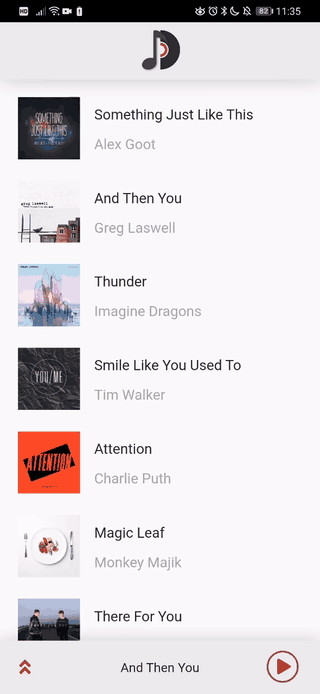 HD 82 11:35
Something Just Like This
SOMETHING
JUST LIKE THIS
Alex Goot
And Then You
greg laswell
Greg Laswell
Thunder
Imagine Dragons
Smile Like You Used To
YOU/ME
Tim Walker
Attention
ATTENTION
Charlie Puth
Magic Leaf
Monkey Majik
There For You
And Then You